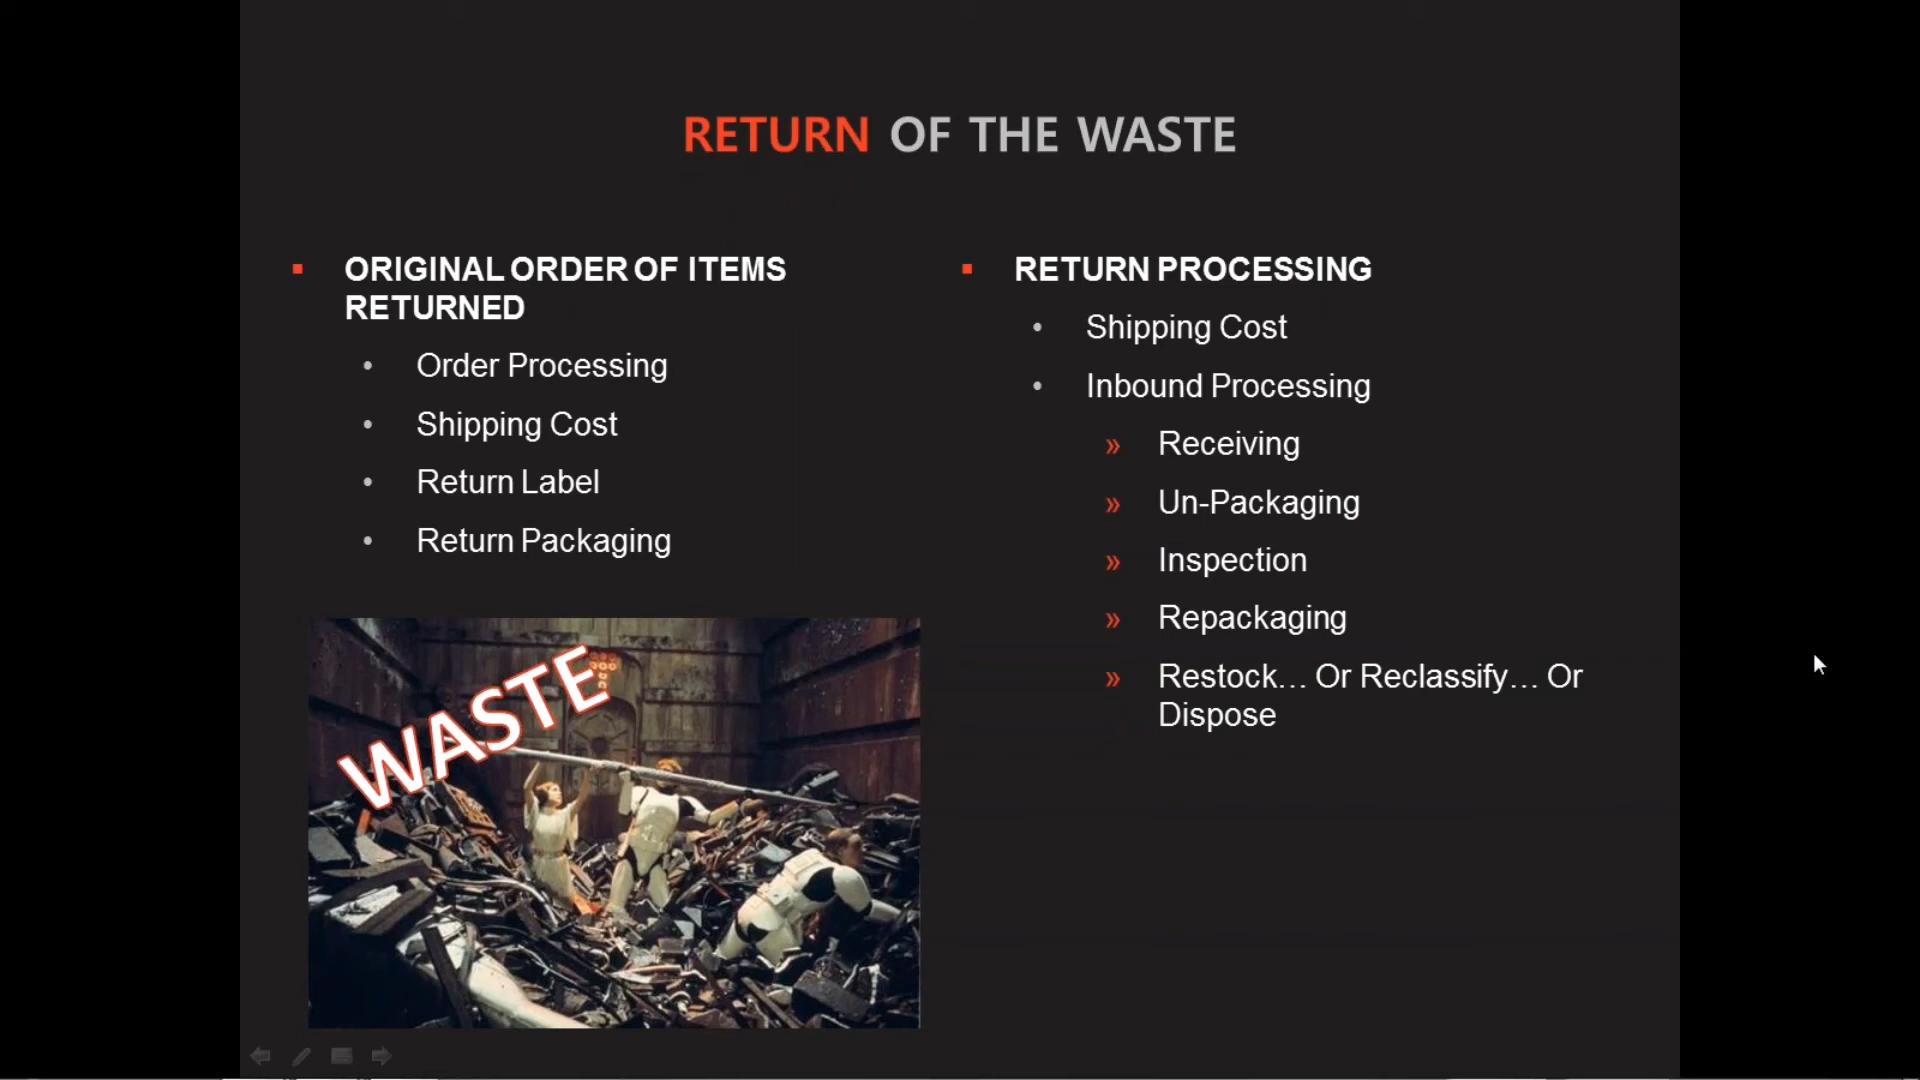 RETURN OF THE WASTE
ORIGINAL ORDER OF ITEMS
RETURNED
Order Processing
Shipping Cost
Return Label
Return Packaging
WASTE
RETURN PROCESSING
Shipping Cost
Inbound Processing
Receiving
Un-Packaging
Inspection
Repackaging
Restock... Or Reclassify... Or
Dispose